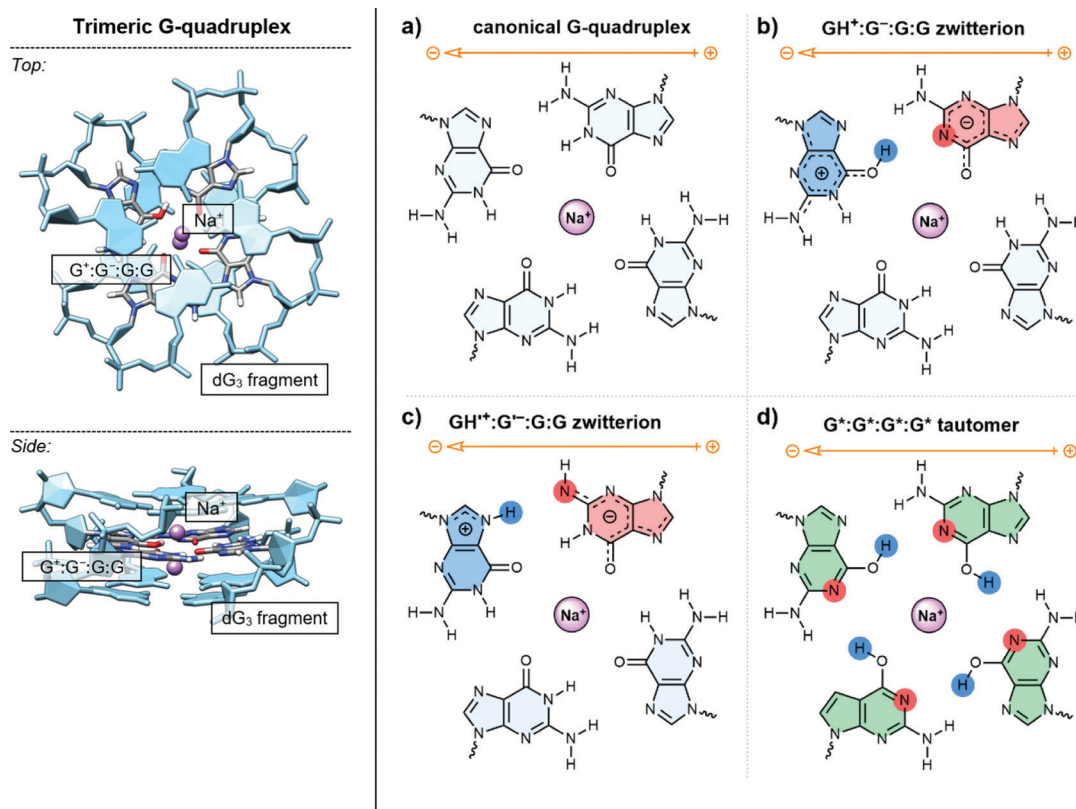 Trimeric G-quadruplex
Top:
Na⁺
G⁺:G⁻:G:G
dG₃ fragment
Side:
Na⁺
G⁺:G⁻:G:G
dG₃ fragment
a) canonical G-quadruplex
⊖ ⊕
H
N
H
N
N
N
H
N
N
O
N
N
O
N
N
H
N
H
H
Na⁺
H
N
H
H
N
N
O
N
N
O
N
N
H
N
N
H
N
H
b) GH⁺:G⁻:G:G zwitterion
⊖ ⊕
H
N
H
N
N
N
⊖
N
O
N
N
H
O
⊕
N
N
H
N
H
Na⁺
H
N
H
H
N
N
O
N
N
O
N
N
H
N
N
H
N
H
c) GH'⁺:G'⁻:G:G zwitterion
⊖ ⊕
H
N
N
N
⊖
N
H
N
O
N
N
H
⊕
O
N
N
H
N
H
H
Na⁺
H
N
H
H
N
N
O
N
N
O
N
N
H
N
N
H
N
H
d) G*:G*:G*:G* tautomer
⊖ ⊕
H
N
H
N
N
N
N
O
H
N
N
H
O
N
N
H
N
H
Na⁺
H
N
H
N
N
O
H
N
N
H
O
N
N
N
H
N
H